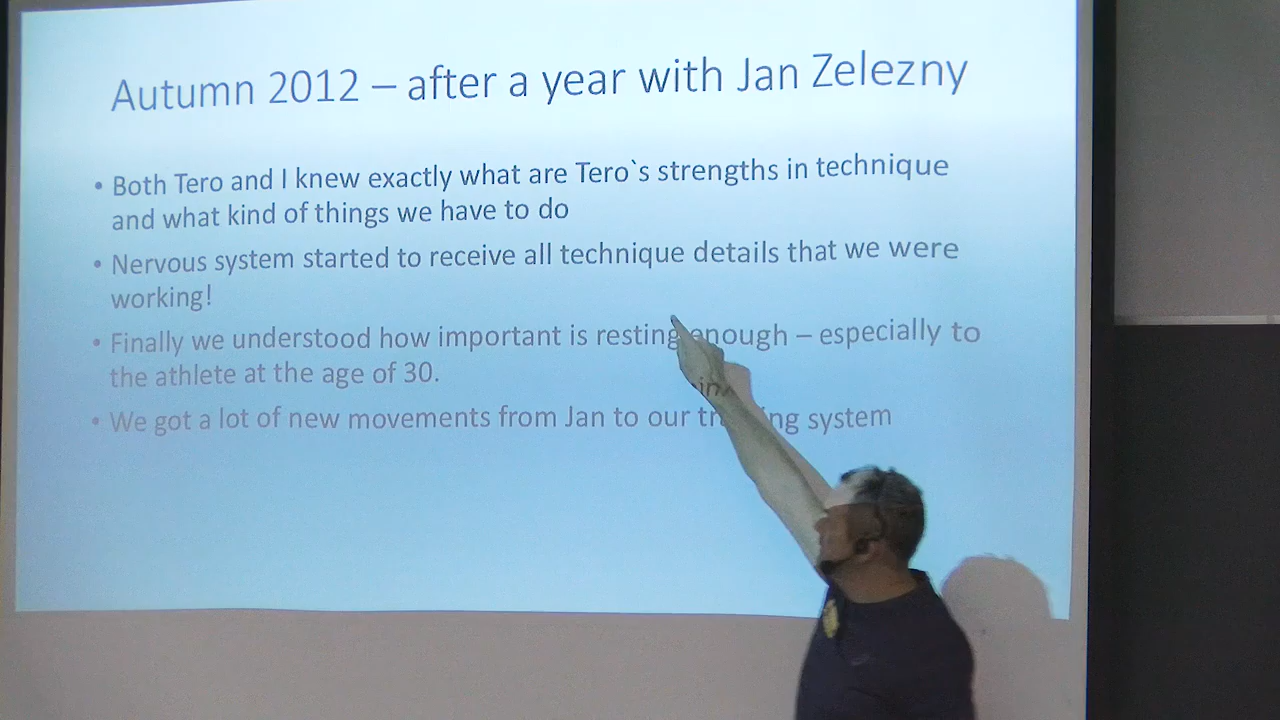 Autumn 2012 – after a year with Jan Zelezny
• Both Tero and I knew exactly what are Tero`s strengths in technique
and what kind of things we have to do
• Nervous system started to receive all technique details that we were
working!
• Finally we understood how important is resting enough – especially to
the athlete at the age of 30.
• We got a lot of new movements from Jan to our training system